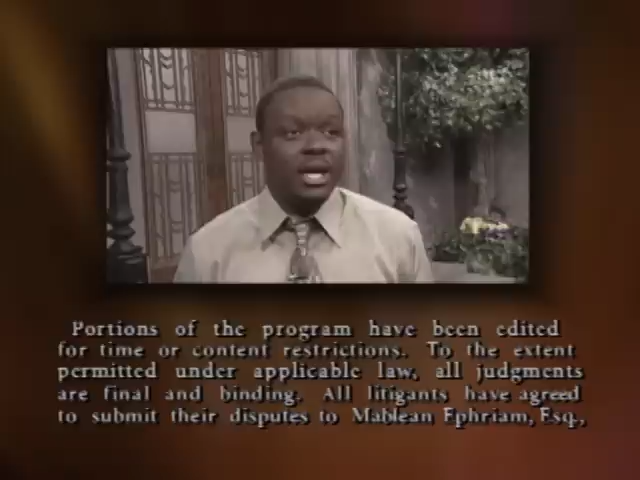 Portions of the program have been edited
for time or content restrictions. To the extent
permitted under applicable law, all judgments
are final and binding. All litigants have agreed
to submit their disputes to Mablean Ephriam, Esq.,